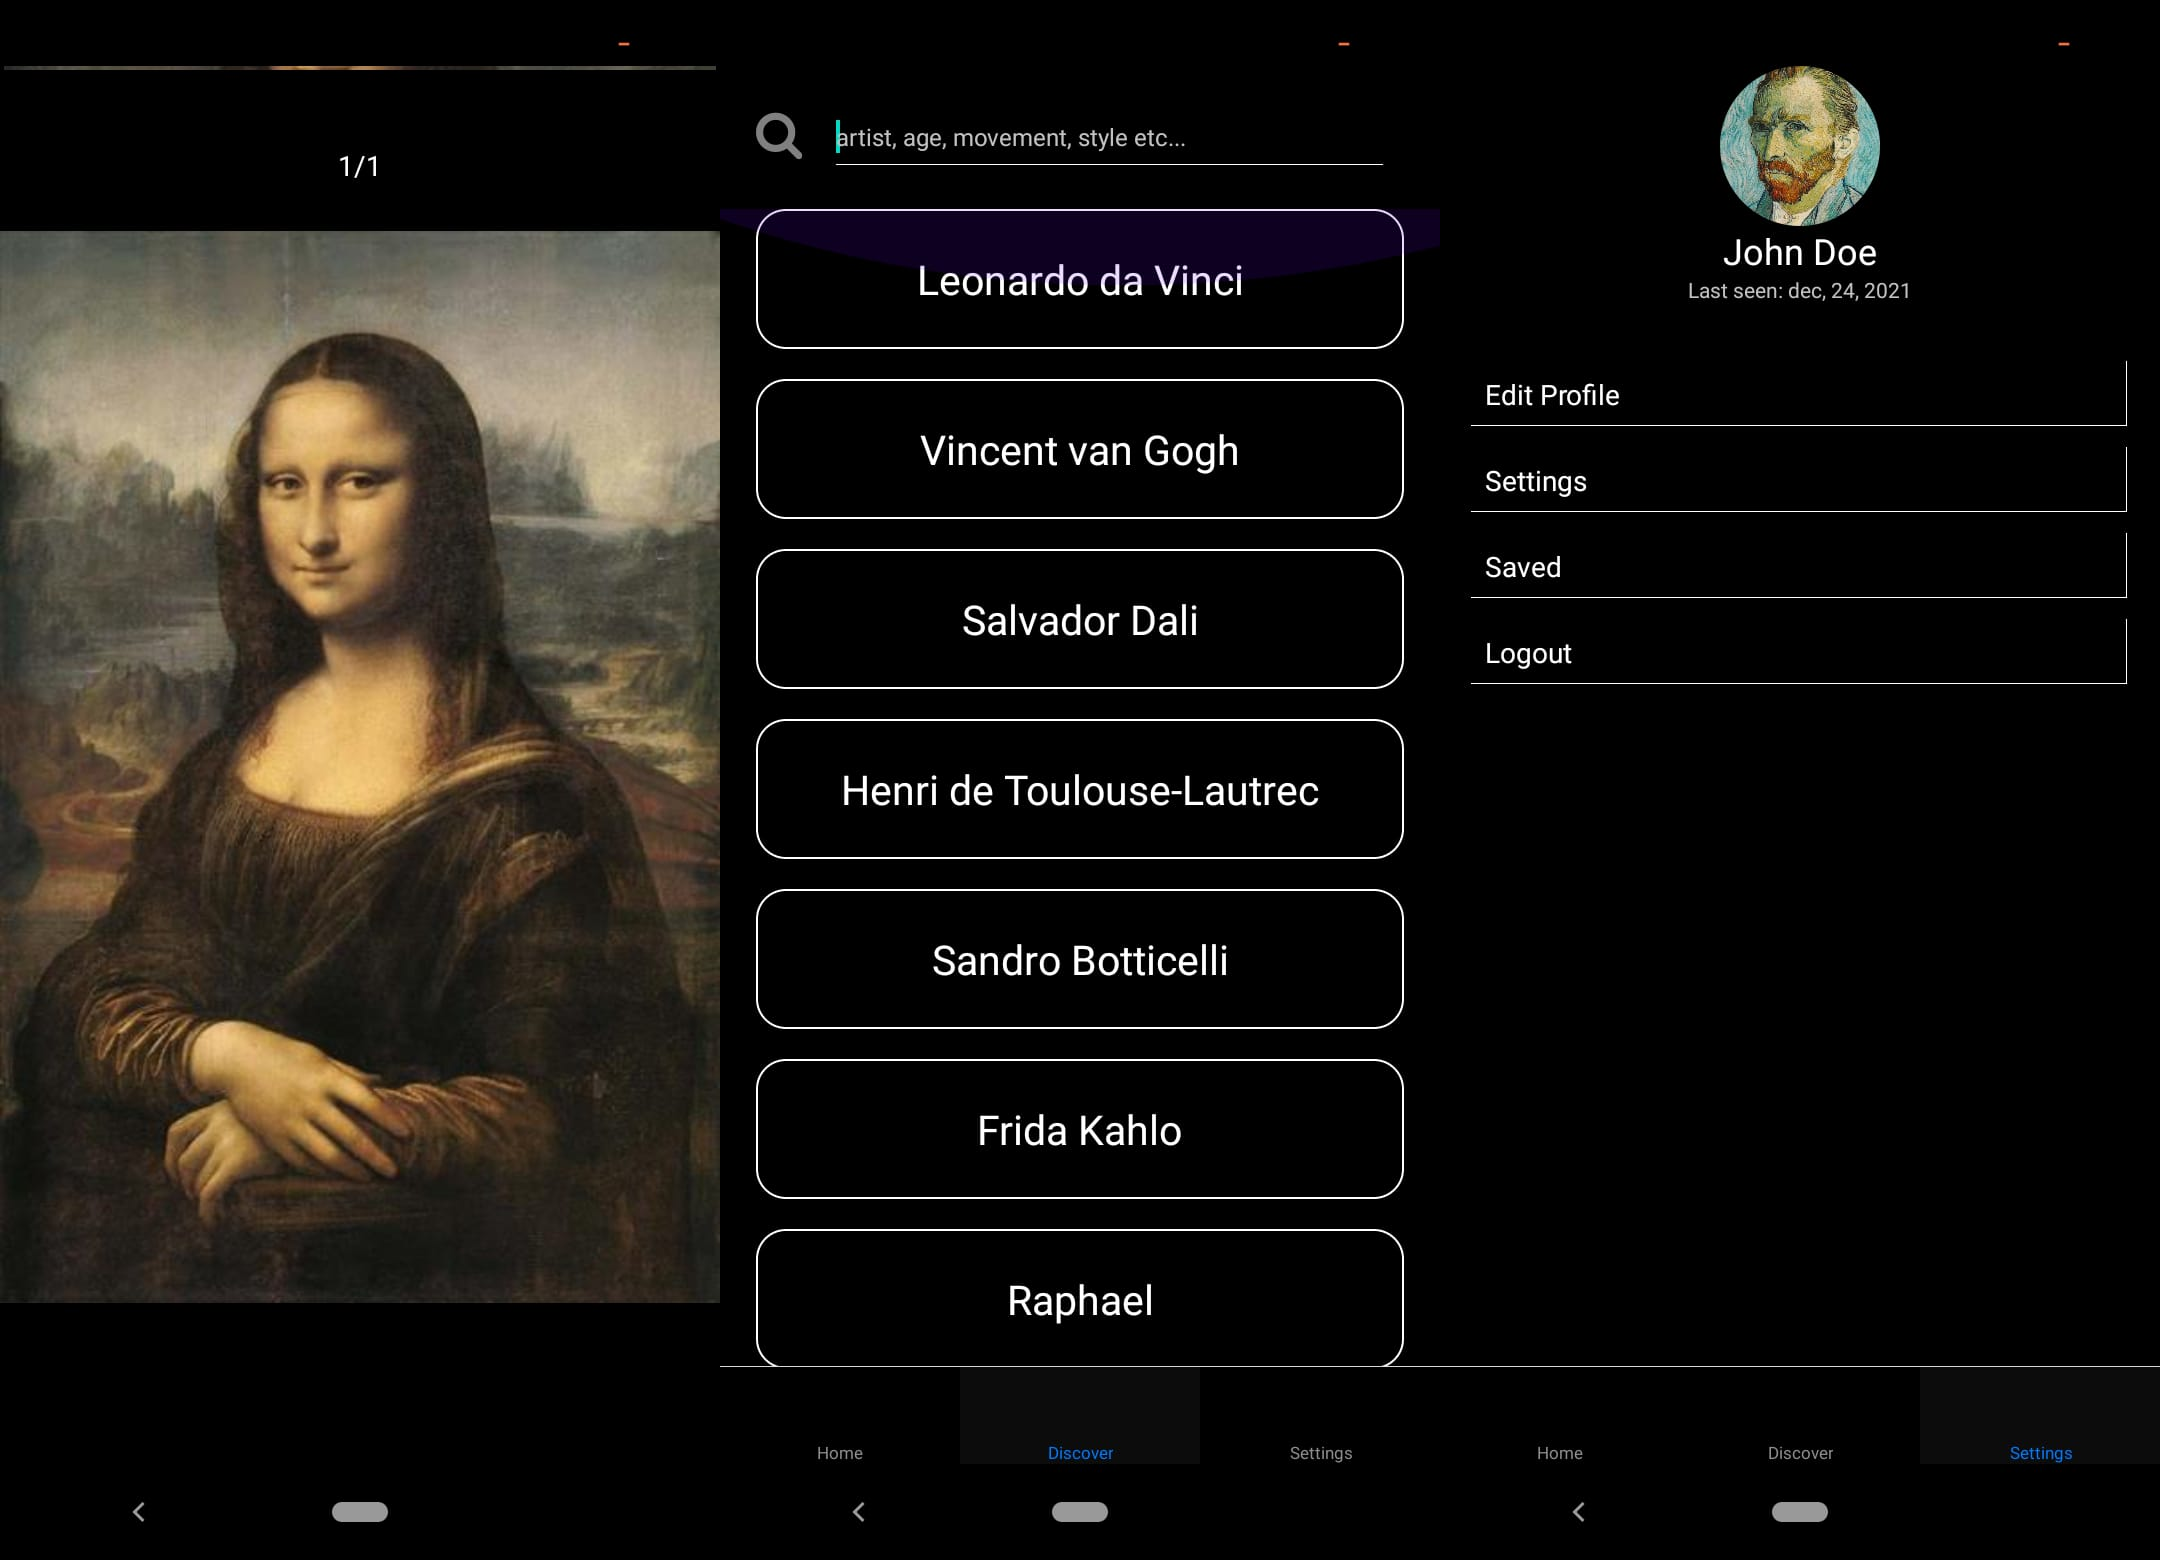 1/1
artist, age, movement, style etc...
Leonardo da Vinci
Vincent van Gogh
Salvador Dali
Henri de Toulouse-Lautrec
Sandro Botticelli
Frida Kahlo
Raphael
Home
Discover
Settings
John Doe
Last seen: dec, 24, 2021
Edit Profile
Settings
Saved
Logout
Home
Discover
Settings